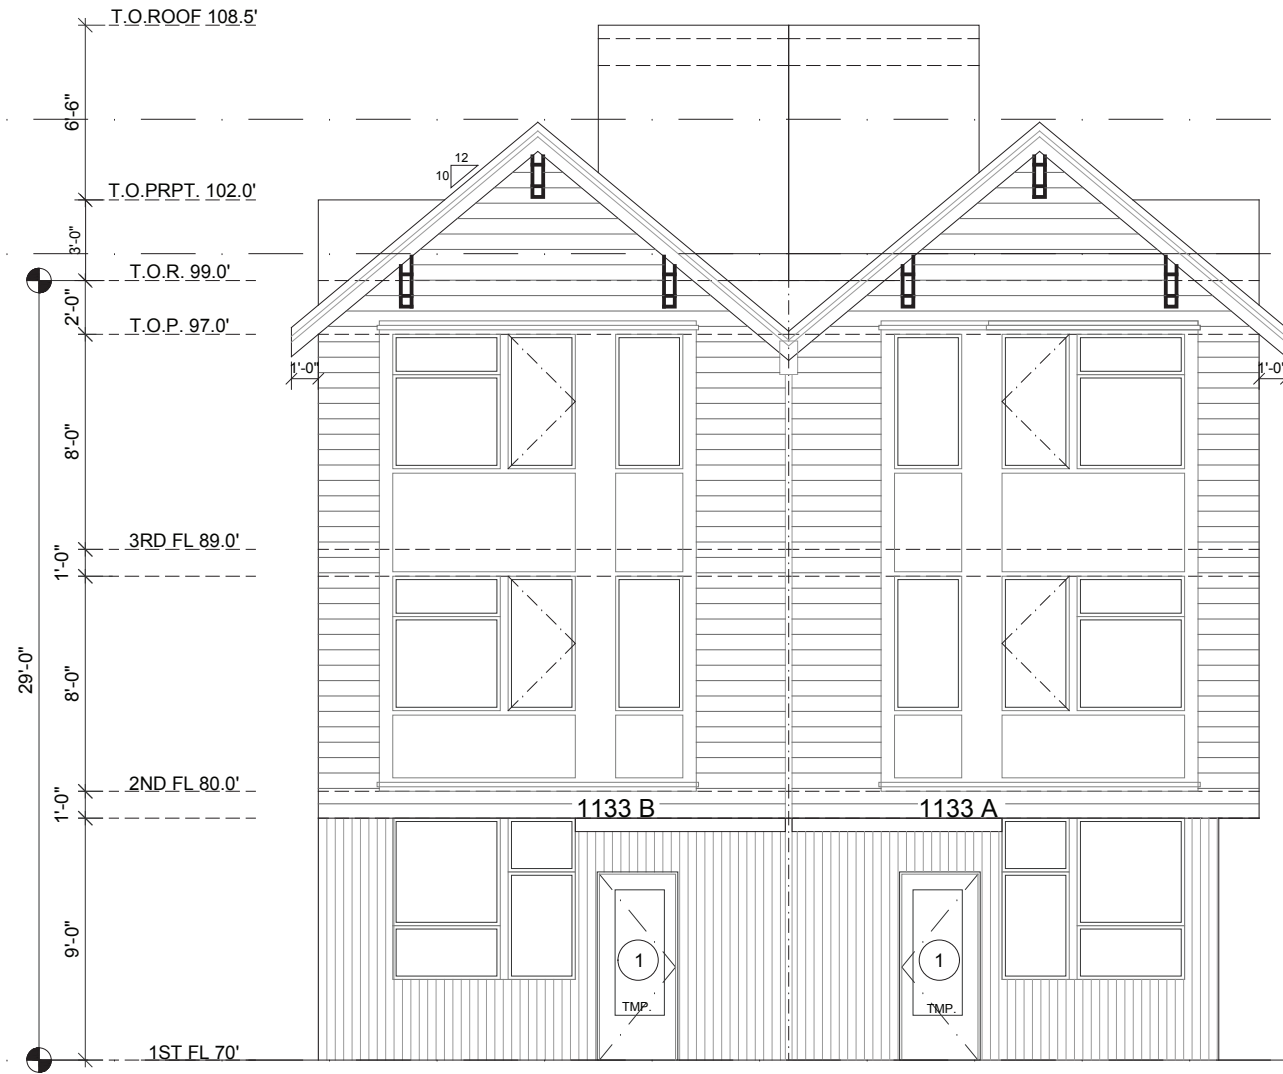 T.O.ROOF 108.5'
6'-6"
12
10
T.O.PRPT. 102.0'
3'-0"
T.O.R. 99.0'
2'-0"
T.O.P. 97.0'
1'-0"
1'-0"
8'-0"
3RD FL 89.0'
1'-0"
29'-0"
8'-0"
2ND FL 80.0'
1'-0"
1133 B
1133 A
9'-0"
1
1
TMP.
TMP.
1ST FL 70'